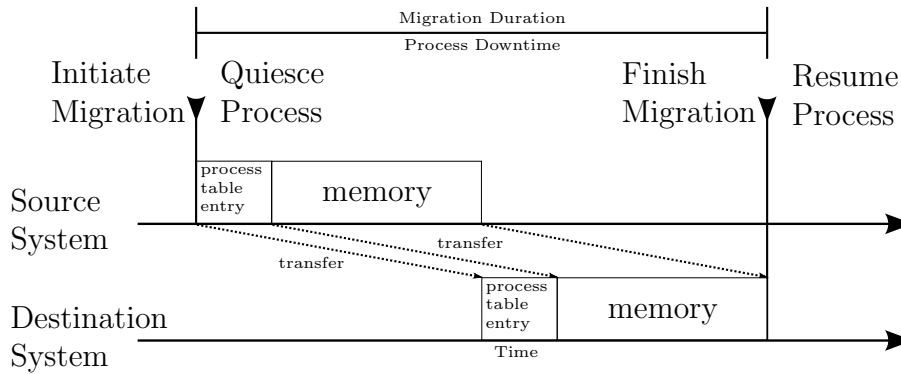 Migration Duration
Process Downtime
Initiate
Migration
Quiesce
Process
Finish
Migration
Resume
Process
Source
System
process
table
entry
memory
transfer
transfer
Destination
System
process
table
entry
memory
Time